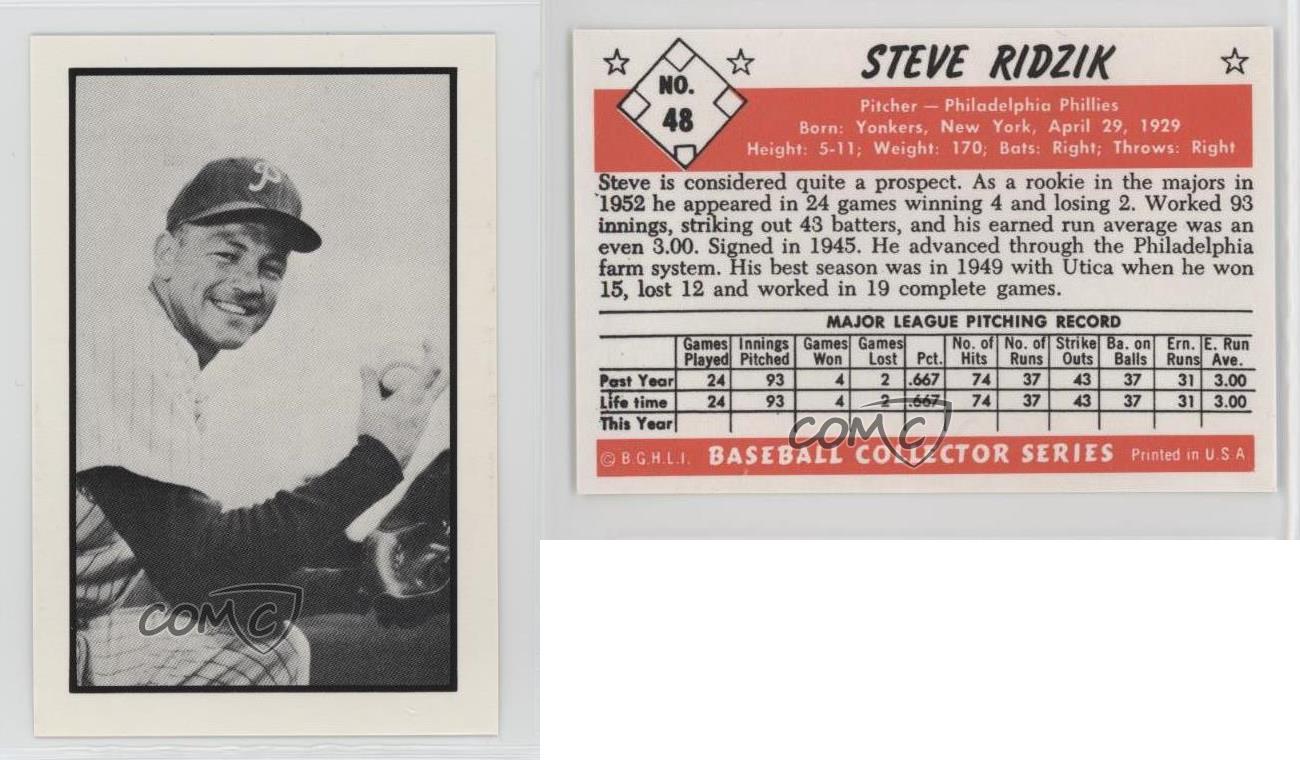 P
COMC
NO.
48
STEVE RIDZIK
Pitcher — Philadelphia Phillies
Born: Yonkers, New York, April 29, 1929
Height: 5-11; Weight: 170; Bats: Right; Throws: Right
Steve is considered quite a prospect. As a rookie in the majors in
1952 he appeared in 24 games winning 4 and losing 2. Worked 93
innings, striking out 43 batters, and his earned run average was an
even 3.00. Signed in 1945. He advanced through the Philadelphia
farm system. His best season was in 1949 with Utica when he won
15, lost 12 and worked in 19 complete games.
MAJOR LEAGUE PITCHING RECORD
Games Innings Games Games No. of No. of Strike Ba. on Ern. E. Run
Played Pitched Won Lost Pct. Hits Runs Outs Balls Runs Ave.
Past Year 24 93 4 2 .667 74 37 43 37 31 3.00
Life time 24 93 4 2 .667 74 37 43 37 31 3.00
This Year
COMC
© B.G.H.L.I. BASEBALL COLLECTOR SERIES Printed in U.S.A